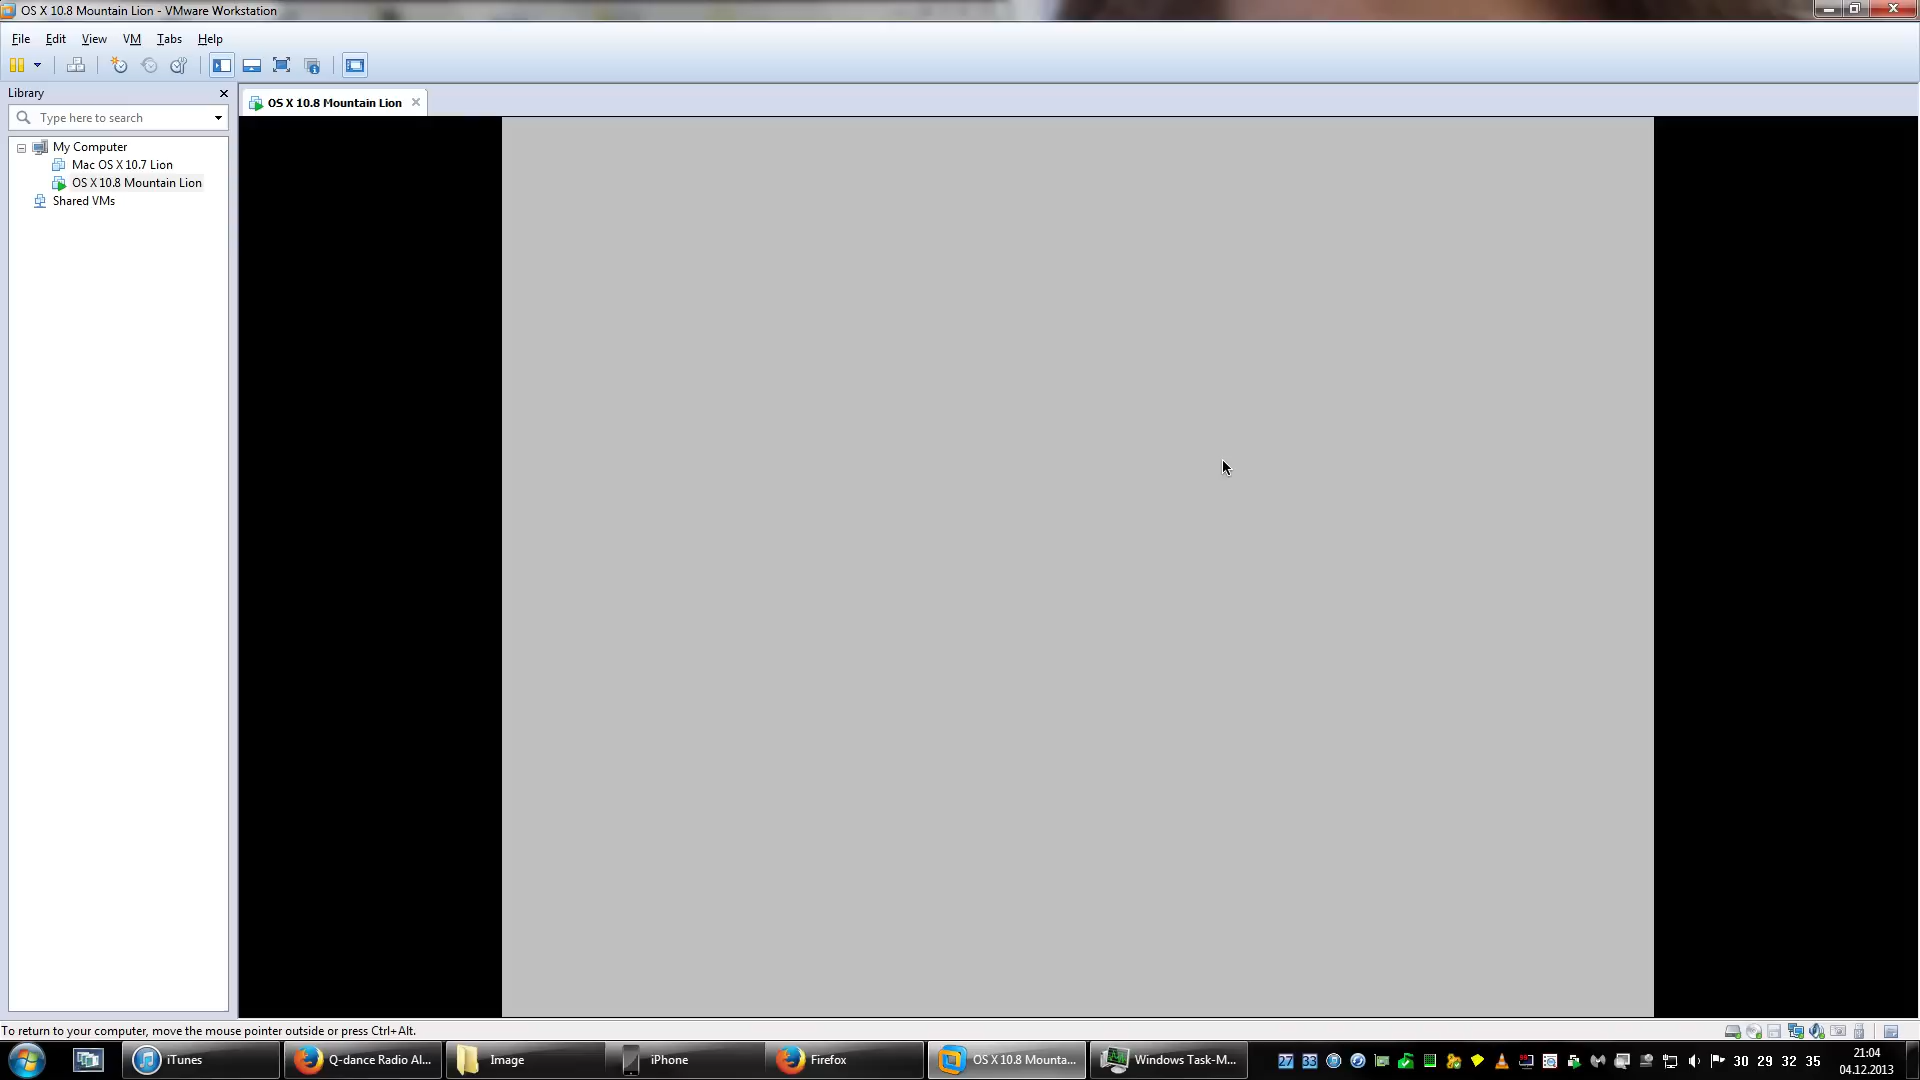 OS X 10.8 Mountain Lion - VMware Workstation
File Edit View VM Tabs Help
Library
Type here to search
OS X 10.8 Mountain Lion
My Computer
Mac OS X 10.7 Lion
OS X 10.8 Mountain Lion
Shared VMs
To return to your computer, move the mouse pointer outside or press Ctrl+Alt.
iTunes
Q-dance Radio Al...
Image
iPhone
Firefox
OS X 10.8 Mounta...
Windows Task-M...
27 33
30 29 32 35
21:04
04.12.2013